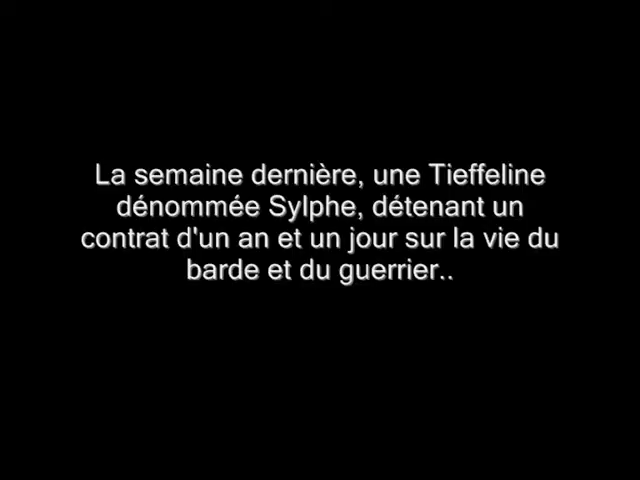 La semaine dernière, une Tieffeline
dénommée Sylphe, détenant un
contrat d'un an et un jour sur la vie du
barde et du guerrier..